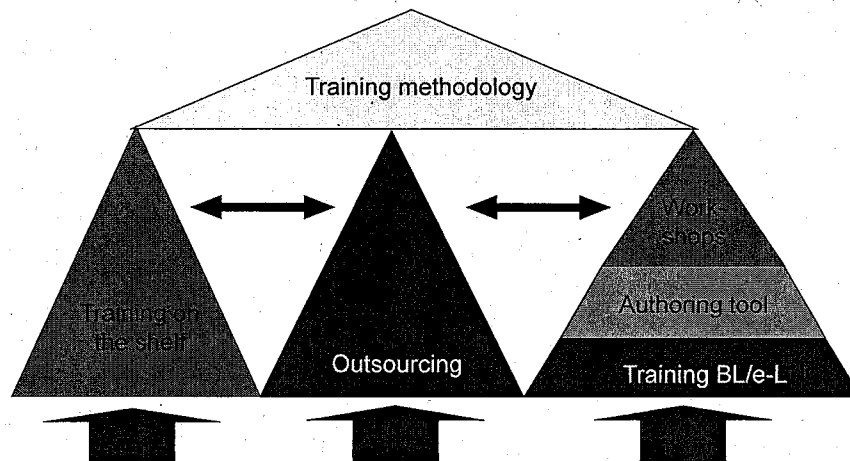 Training methodology
Work-
shops
Training on
the shelf
Authoring tool
Outsourcing
Training BL/e-L